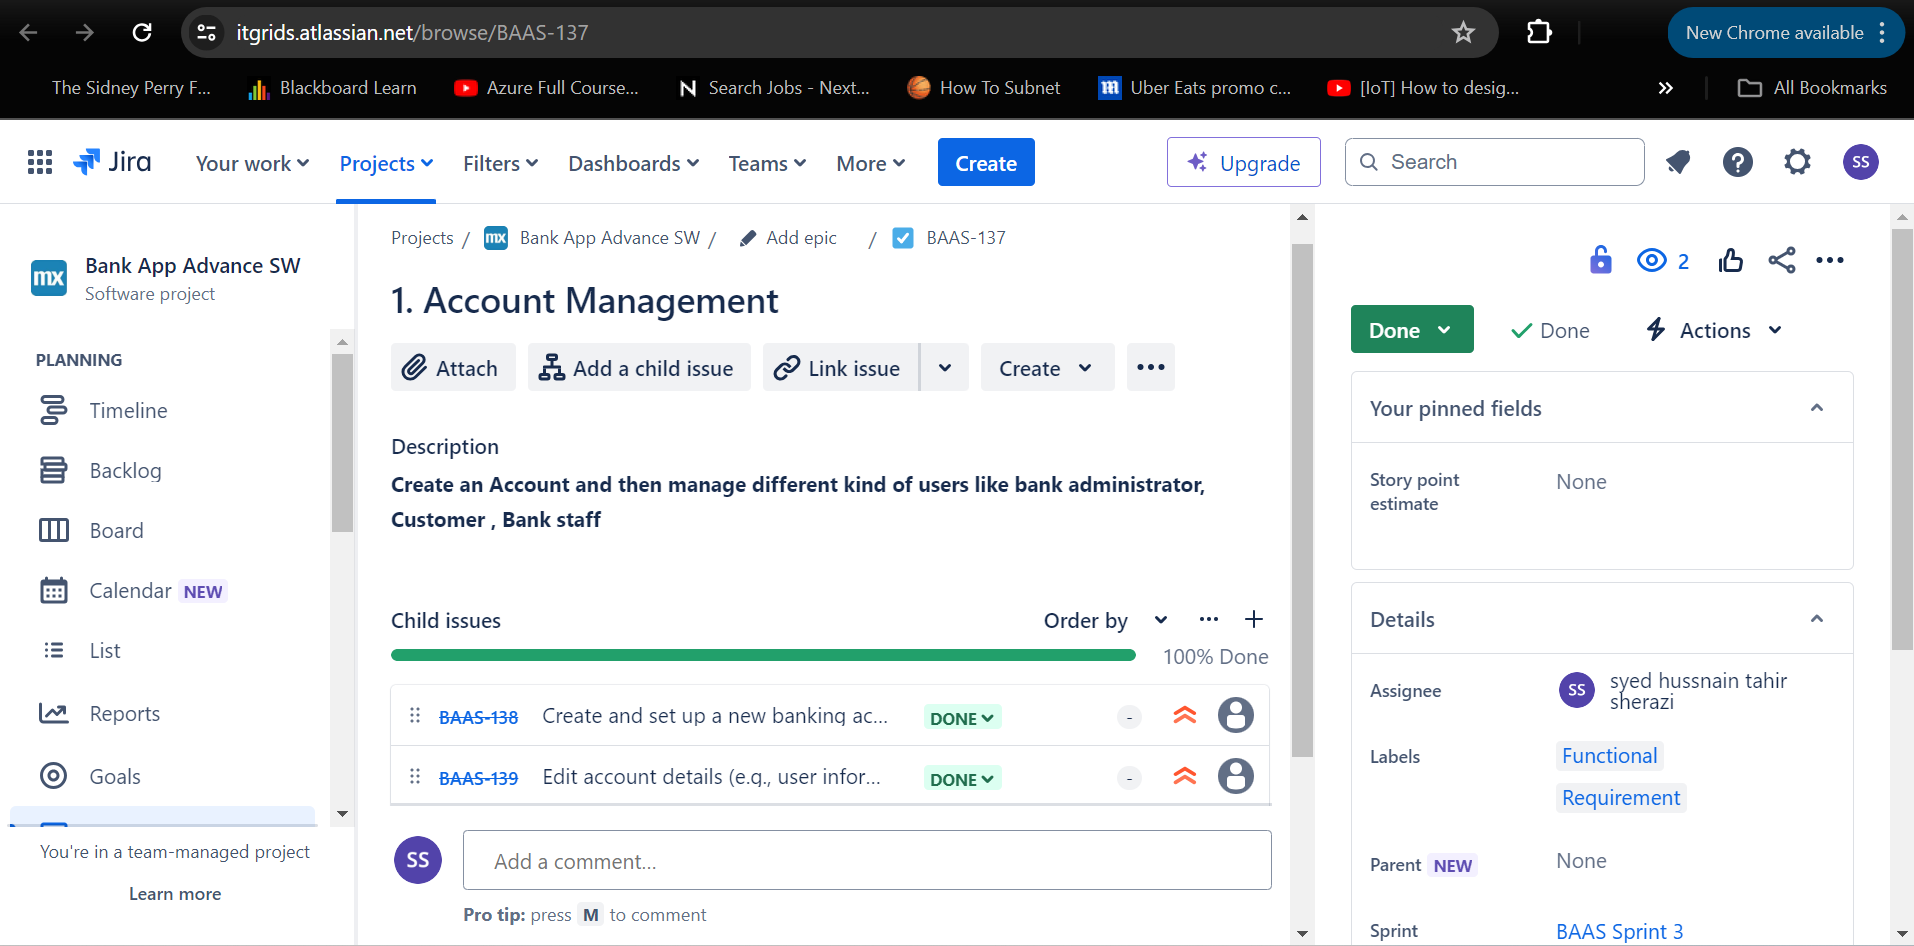 itgrids.atlassian.net/browse/BAAS-137
New Chrome available
The Sidney Perry F...
Blackboard Learn
Azure Full Course...
Search Jobs - Next...
How To Subnet
Uber Eats promo c...
[IoT] How to desig...
All Bookmarks
Jira
Your work
Projects
Filters
Dashboards
Teams
More
Create
Upgrade
Search
SS
Bank App Advance SW
Software project
PLANNING
Timeline
Backlog
Board
Calendar NEW
List
Reports
Goals
You're in a team-managed project
Learn more
Projects / mx Bank App Advance SW / Add epic / BAAS-137
1. Account Management
Attach
Add a child issue
Link issue
Create
Description
Create an Account and then manage different kind of users like bank administrator,
Customer , Bank staff
Child issues
Order by
100% Done
BAAS-138 Create and set up a new banking ac... DONE -
BAAS-139 Edit account details (e.g., user infor... DONE -
SS
Add a comment...
Pro tip: press M to comment
2
Done
Done
Actions
Your pinned fields
Story point
estimate
None
Details
Assignee
SS
syed hussnain tahir
sherazi
Labels
Functional
Requirement
Parent NEW
None
Sprint
BAAS Sprint 3
mx